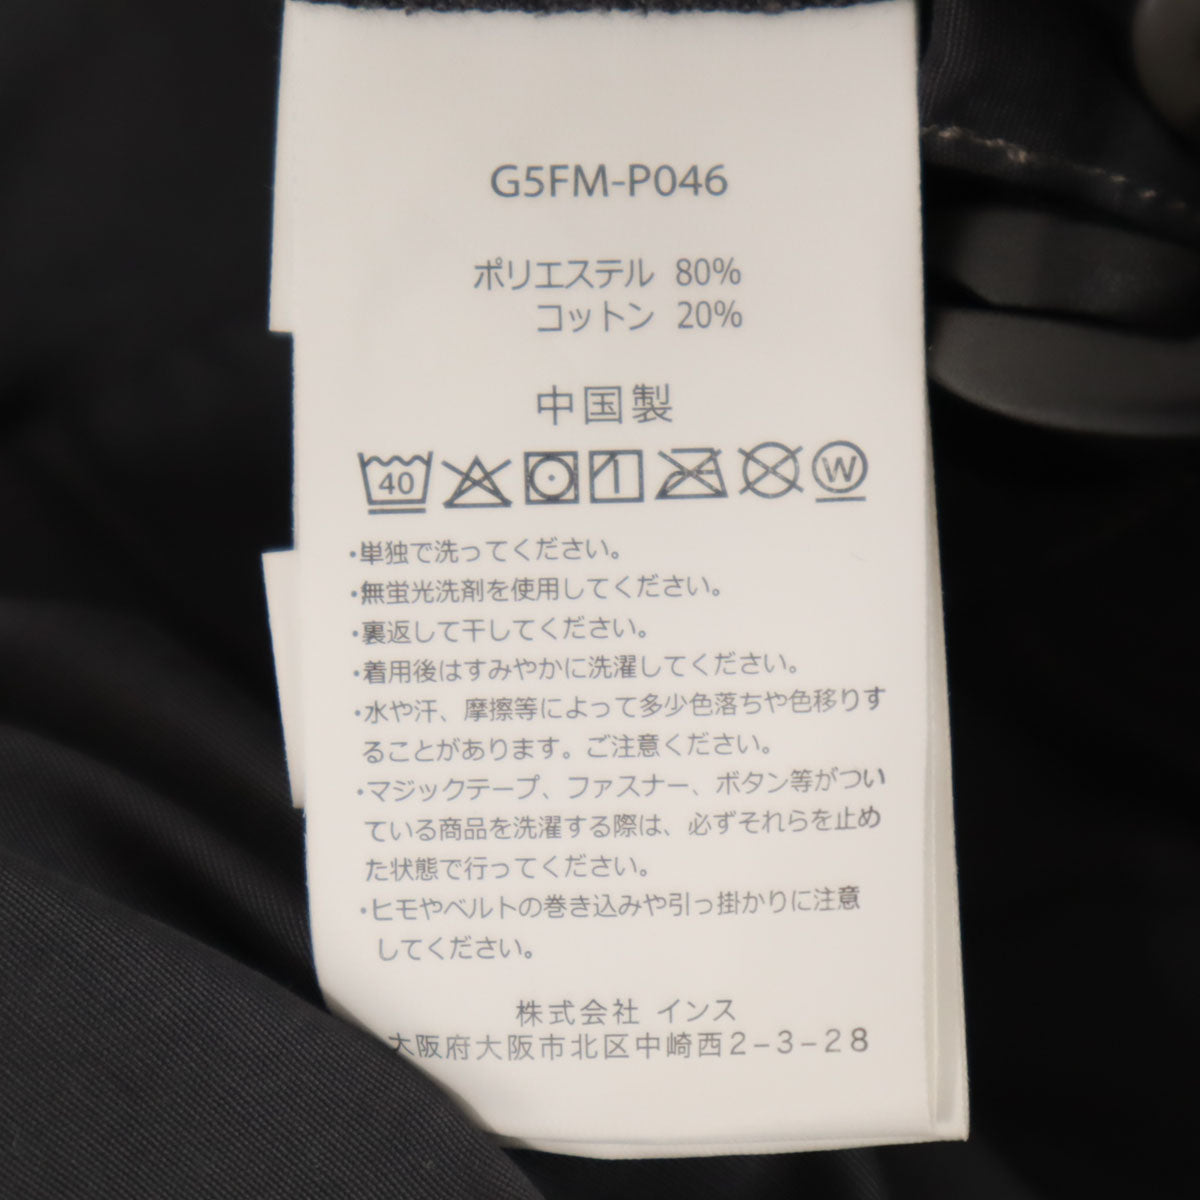 G5FM-P046
ポリエステル 80%
コットン 20%
中国製
40 W
・単独で洗ってください。
・無蛍光洗剤を使用してください。
・裏返して干してください。
・着用後はすみやかに洗濯してください。
・水や汗、摩擦等によって多少色落ちや色移りす
ることがあります。ご注意ください。
・マジックテープ、ファスナー、ボタン等がつい
ている商品を洗濯する際は、必ずそれらを止め
た状態で行ってください。
・ヒモやベルトの巻き込みや引っ掛かりに注意
してください。
株式会社 インス
大阪府大阪市北区中崎西2-3-28